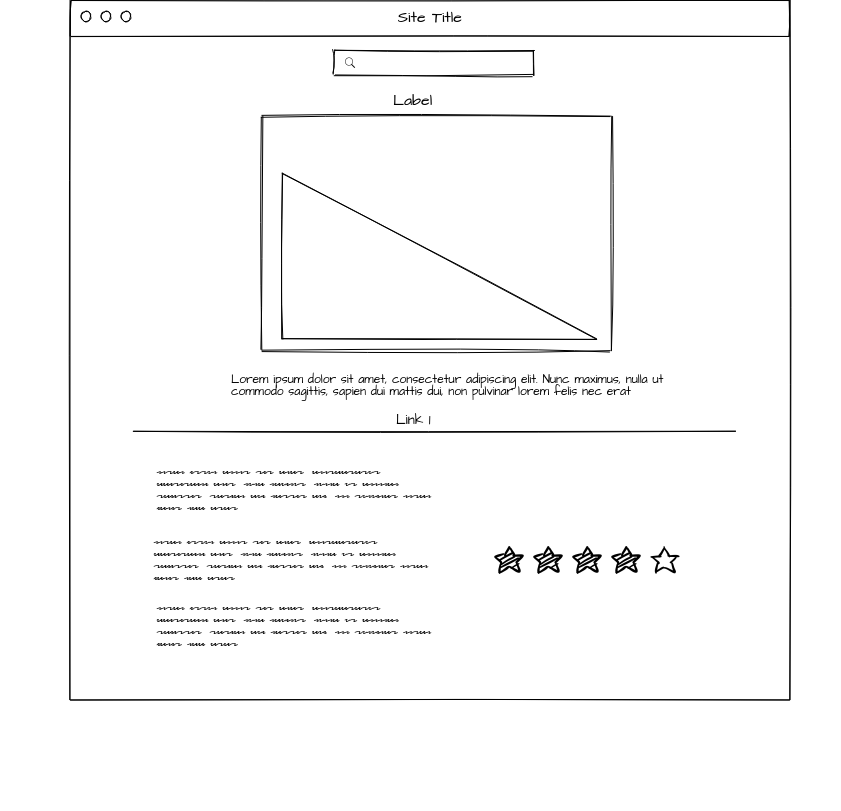 Site Title
Label
Lorem ipsum dolor sit amet, consectetur adipiscing elit. Nunc maximus, nulla ut
commodo sagittis, sapien dui mattis dui, non pulvinar lorem felis nec erat
Link 1